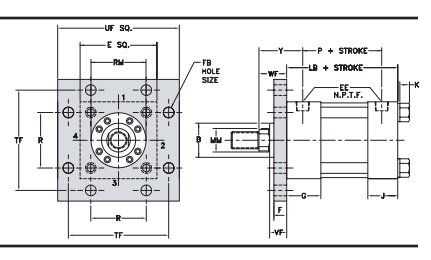 UF SQ.
E SQ.
RM
FB
HOLE
SIZE
TF
R
1
4
2
3
R
TF
Y
P + STROKE
WF
LB + STROKE
K
EE
N.P.T.F.
B
MM
F
G
J
VF